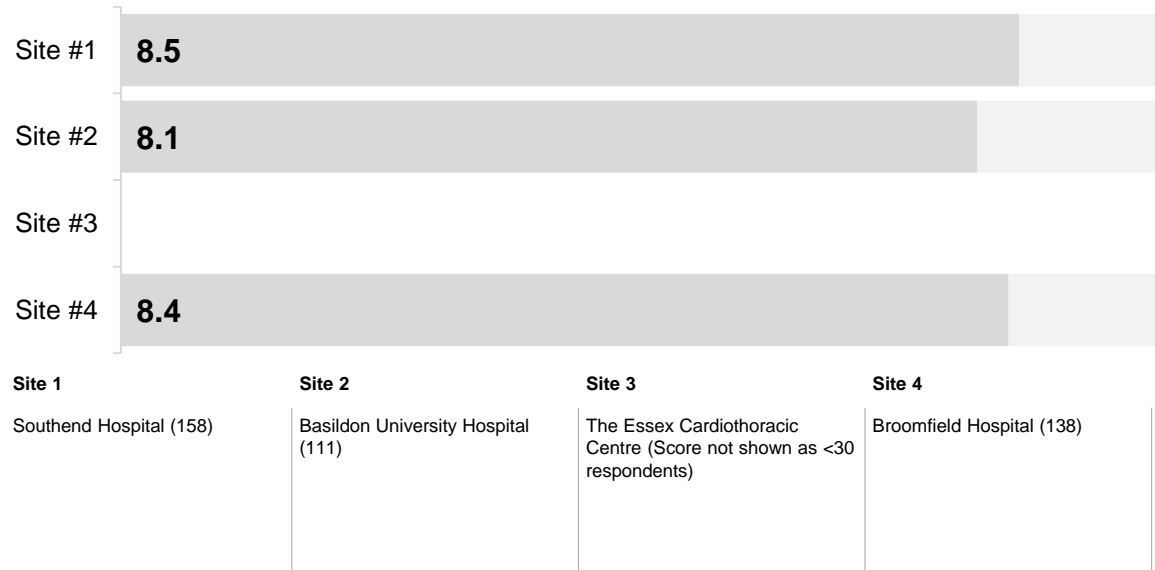 Site #1 8.5
Site #2 8.1
Site #3
Site #4 8.4
Site 1 Site 2 Site 3 Site 4
Southend Hospital (158)
Basildon University Hospital
(111)
The Essex Cardiothoracic
Centre (Score not shown as <30
respondents)
Broomfield Hospital (138)